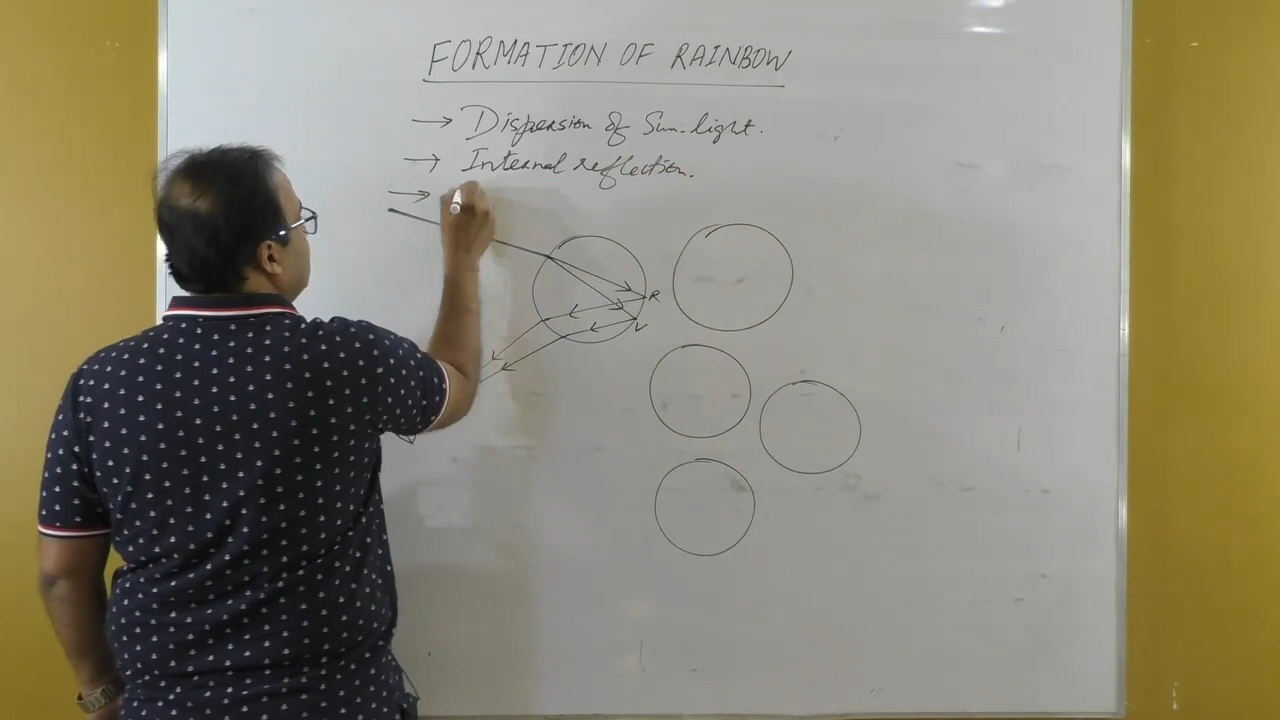 FORMATION OF RAINBOW
→ Dispersion of Sun-light.
→ Internal reflection.
→
R
V